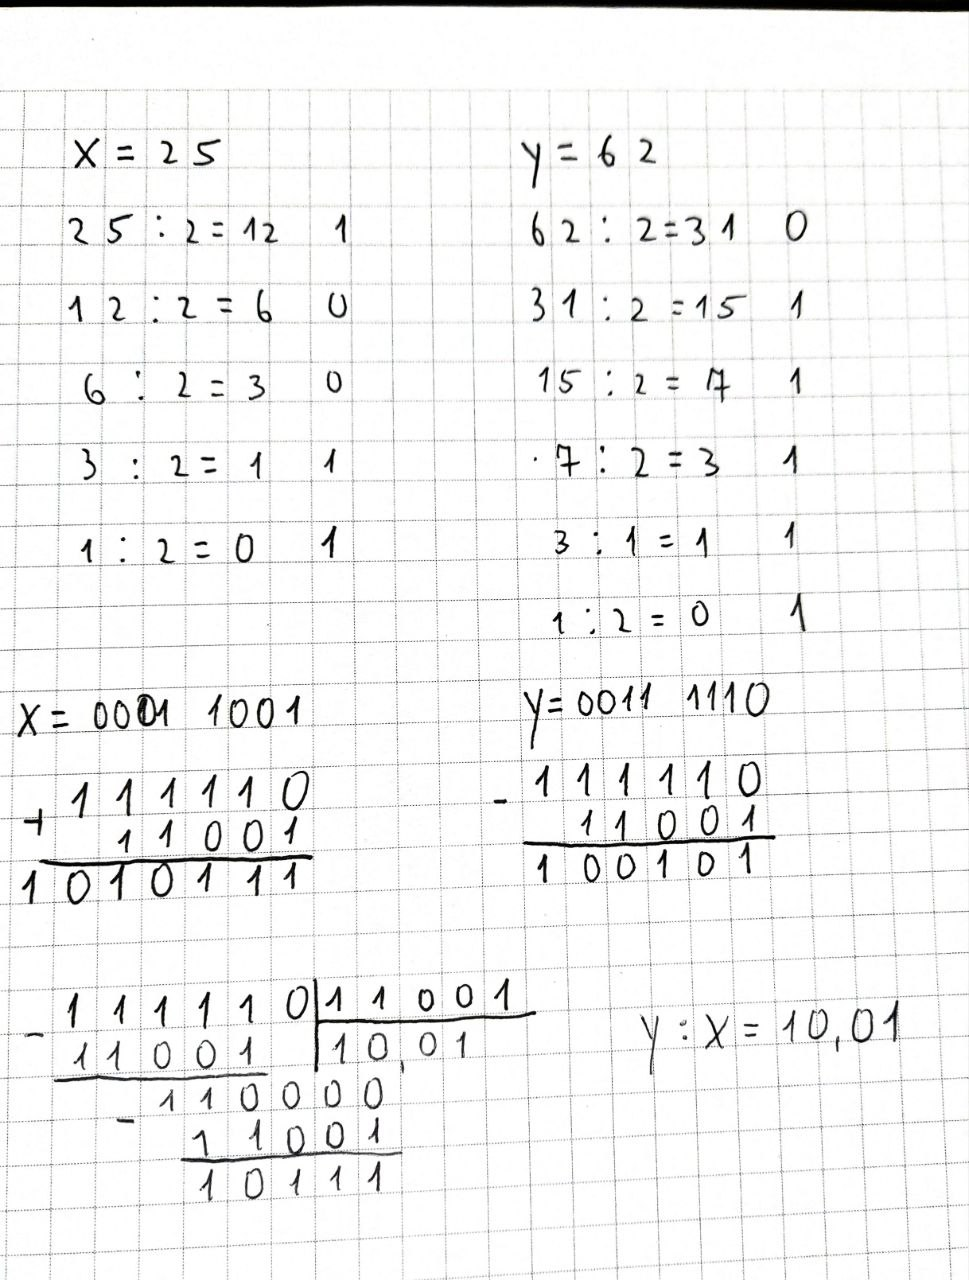 X = 25
25 : 2 = 12 1
12 : 2 = 6 0
6 : 2 = 3 0
3 : 2 = 1 1
1 : 2 = 0 1
y = 62
62 : 2 = 31 0
31 : 2 = 15 1
15 : 2 = 7 1
7 : 2 = 3 1
3 : 1 = 1 1
1 : 2 = 0 1
X = 0001 1001
+ 111110
11001
1010111
y = 0011 1110
- 111110
11001
100101
- 111110 | 11001
11001 | 10,01
- 110000
11001
10111
y : X = 10,01